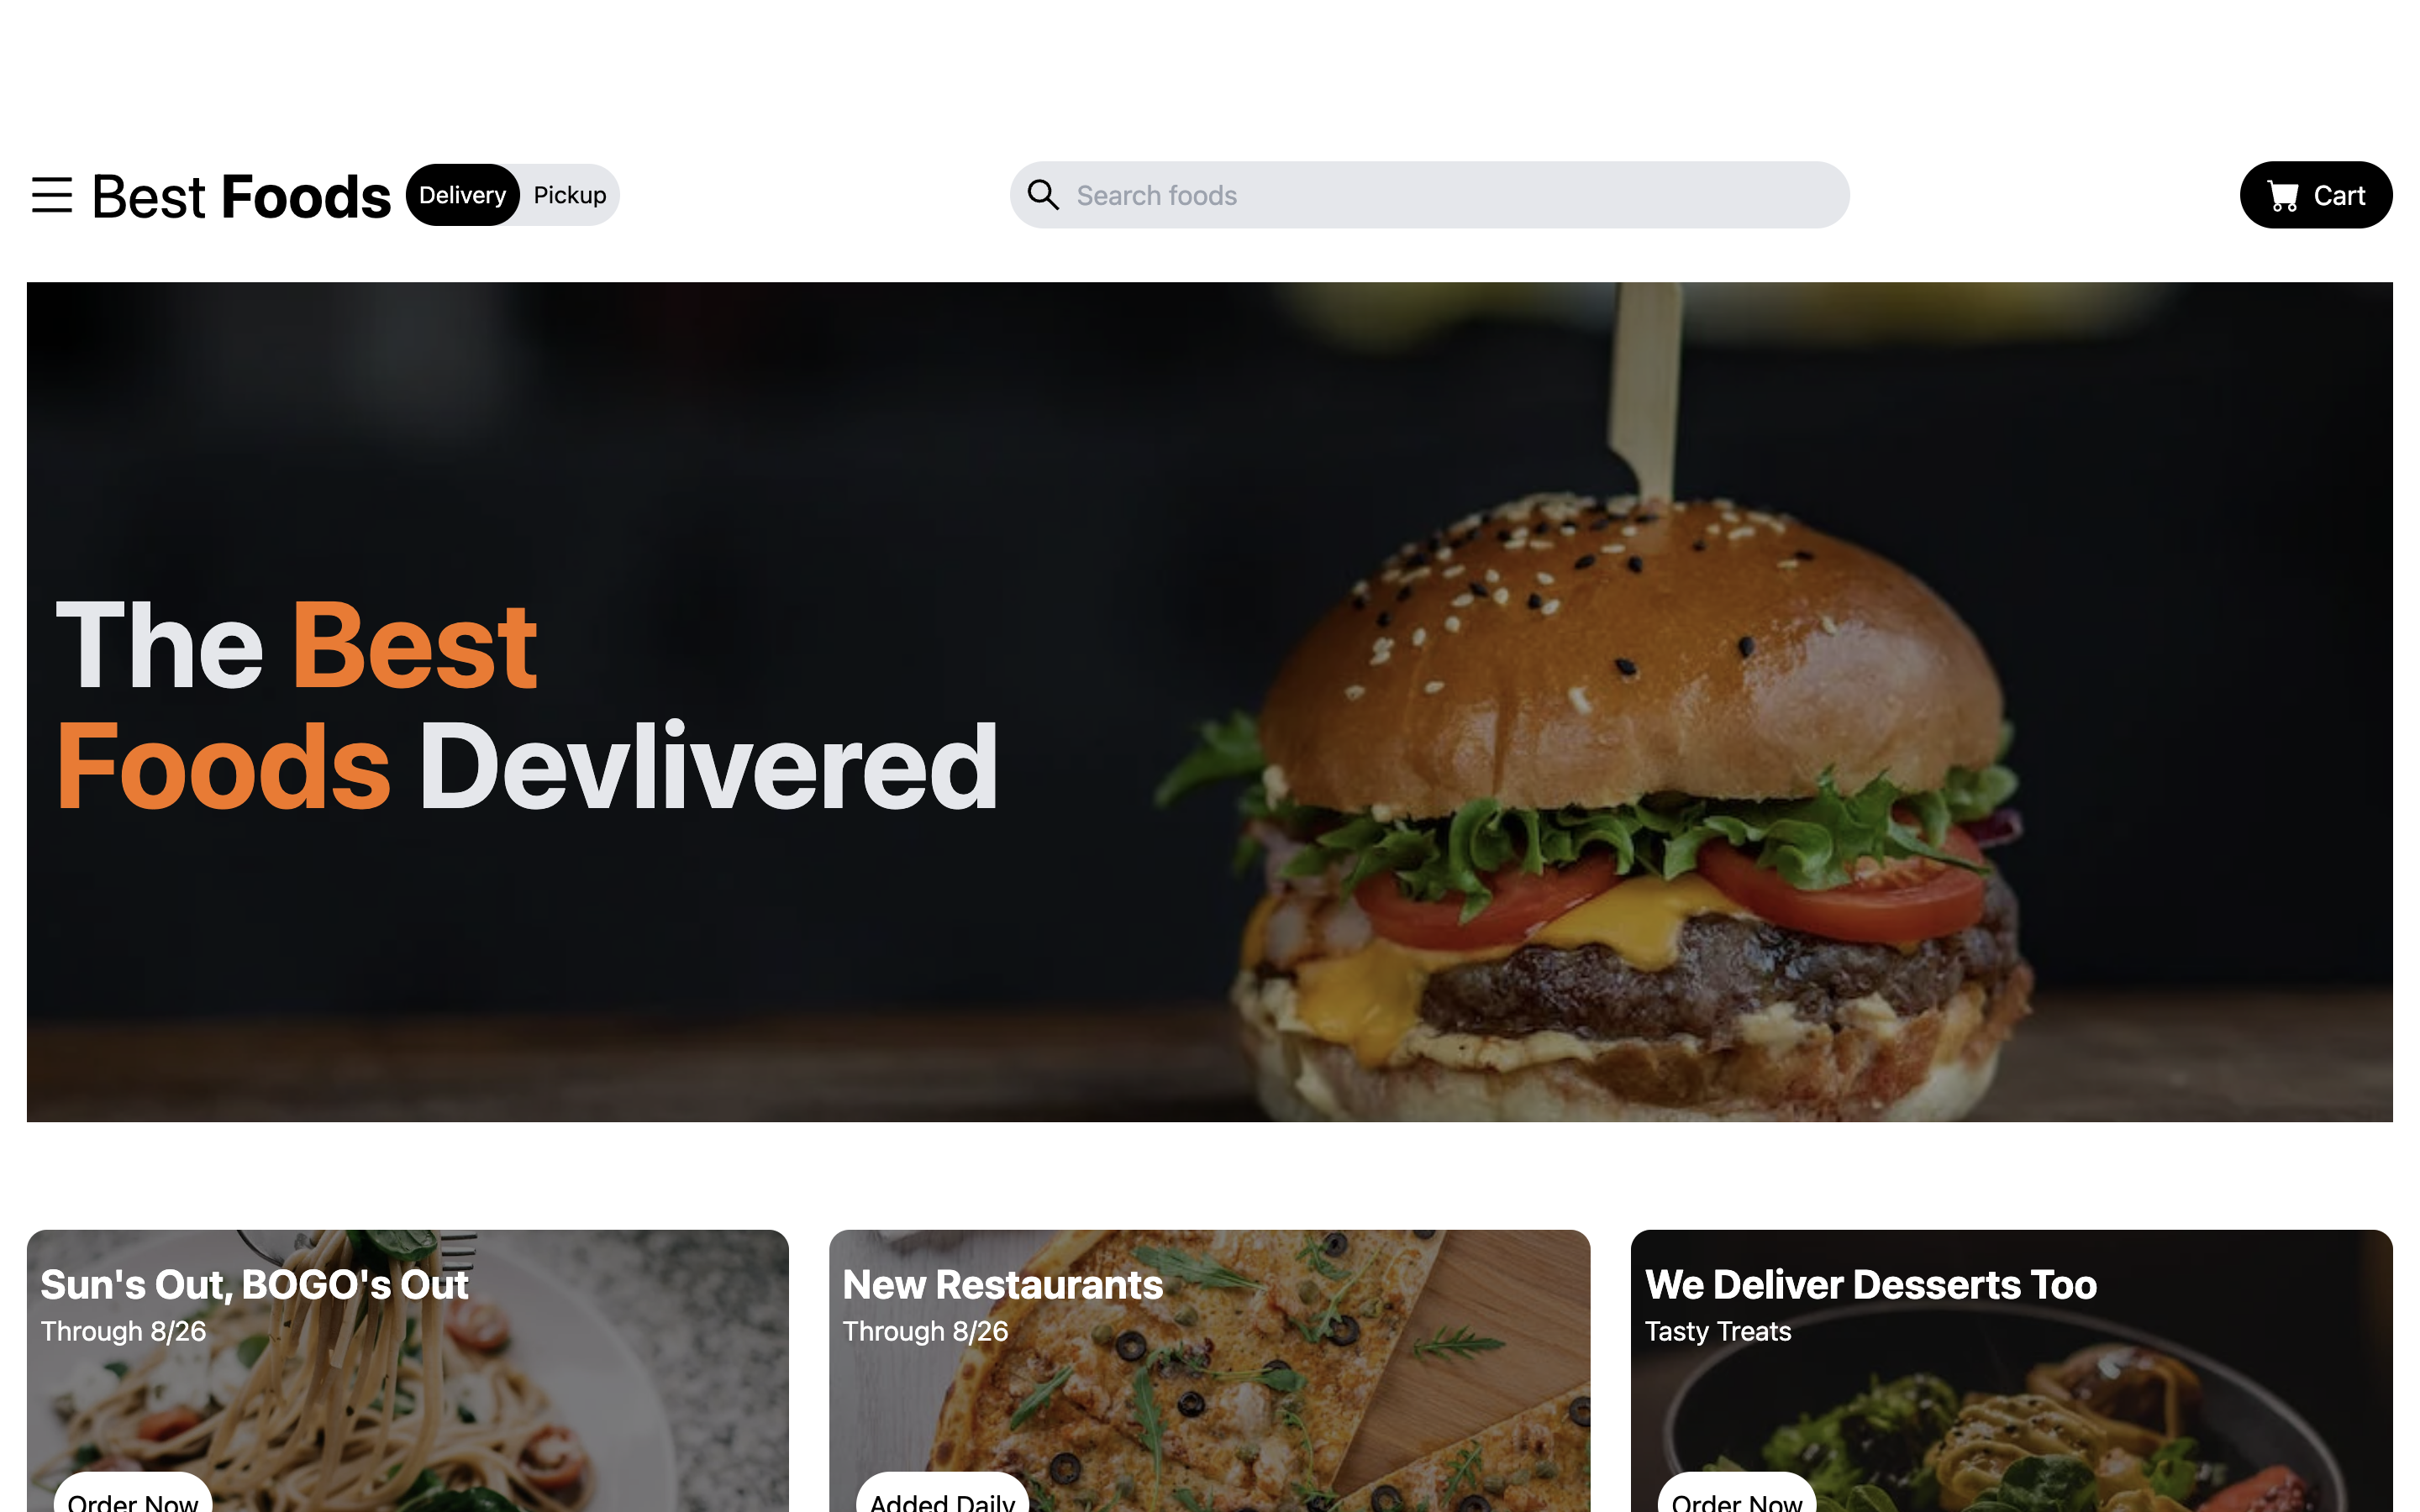 Best Foods Delivery Pickup Search foods Cart
The Best
Foods Devlivered
Sun's Out, BOGO's Out
Through 8/26
Order Now
New Restaurants
Through 8/26
Added Daily
We Deliver Desserts Too
Tasty Treats
Order Now